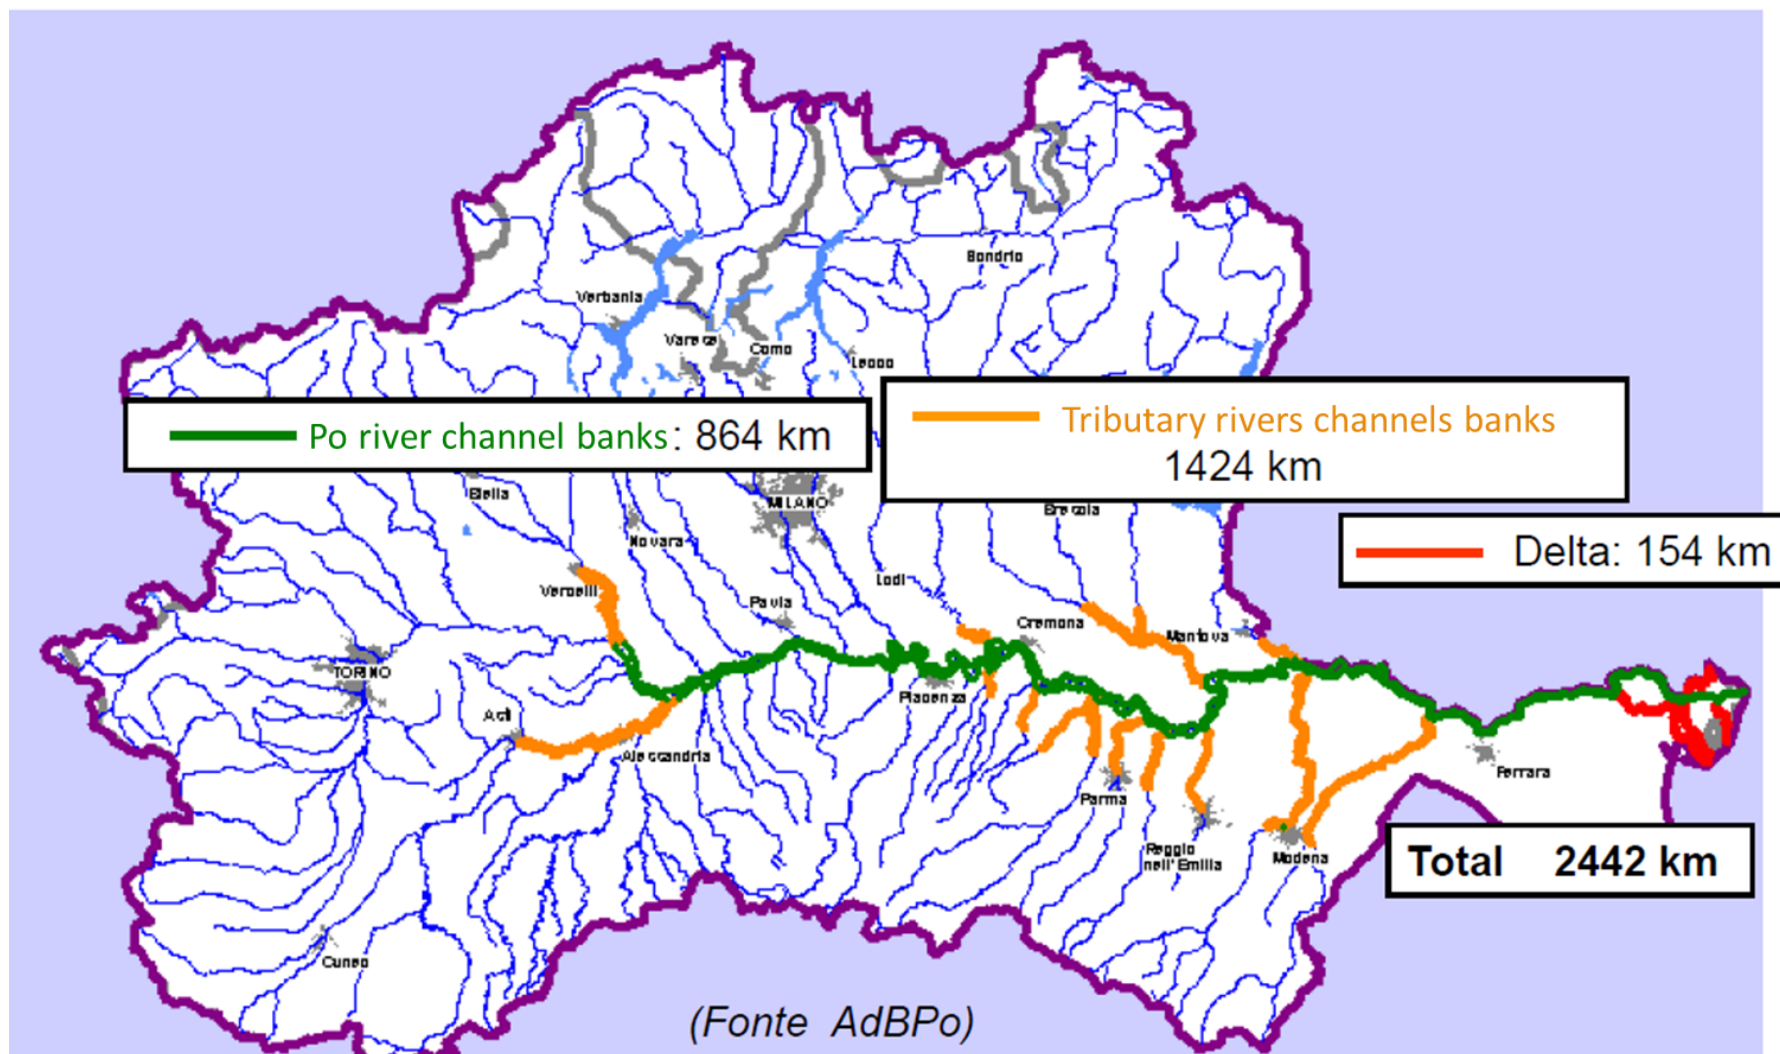 Sondrio
Verbania
Varese
Como
Lecco
Po river channel banks: 864 km
Tributary rivers channels banks
1424 km
Biella
MILANO
Brescia
Novara
Delta: 154 km
Lodi
Vercelli
Pavia
Cremona
Mantova
TORINO
Piacenza
Asti
Alessandria
Ferrara
Parma
Reggio
nell'Emilia
Modena
Total 2442 km
Cuneo
(Fonte AdBPo)